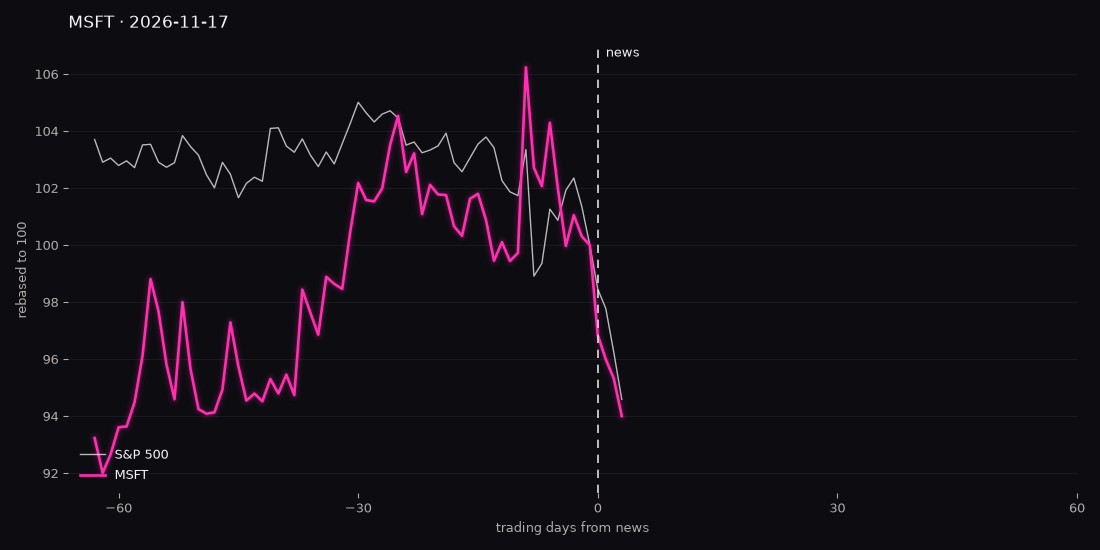 MSFT · 2026-11-17
news
106
104
102
100
98
96
94
92
rebased to 100
S&P 500
MSFT
−60
−30
0
30
60
trading days from news